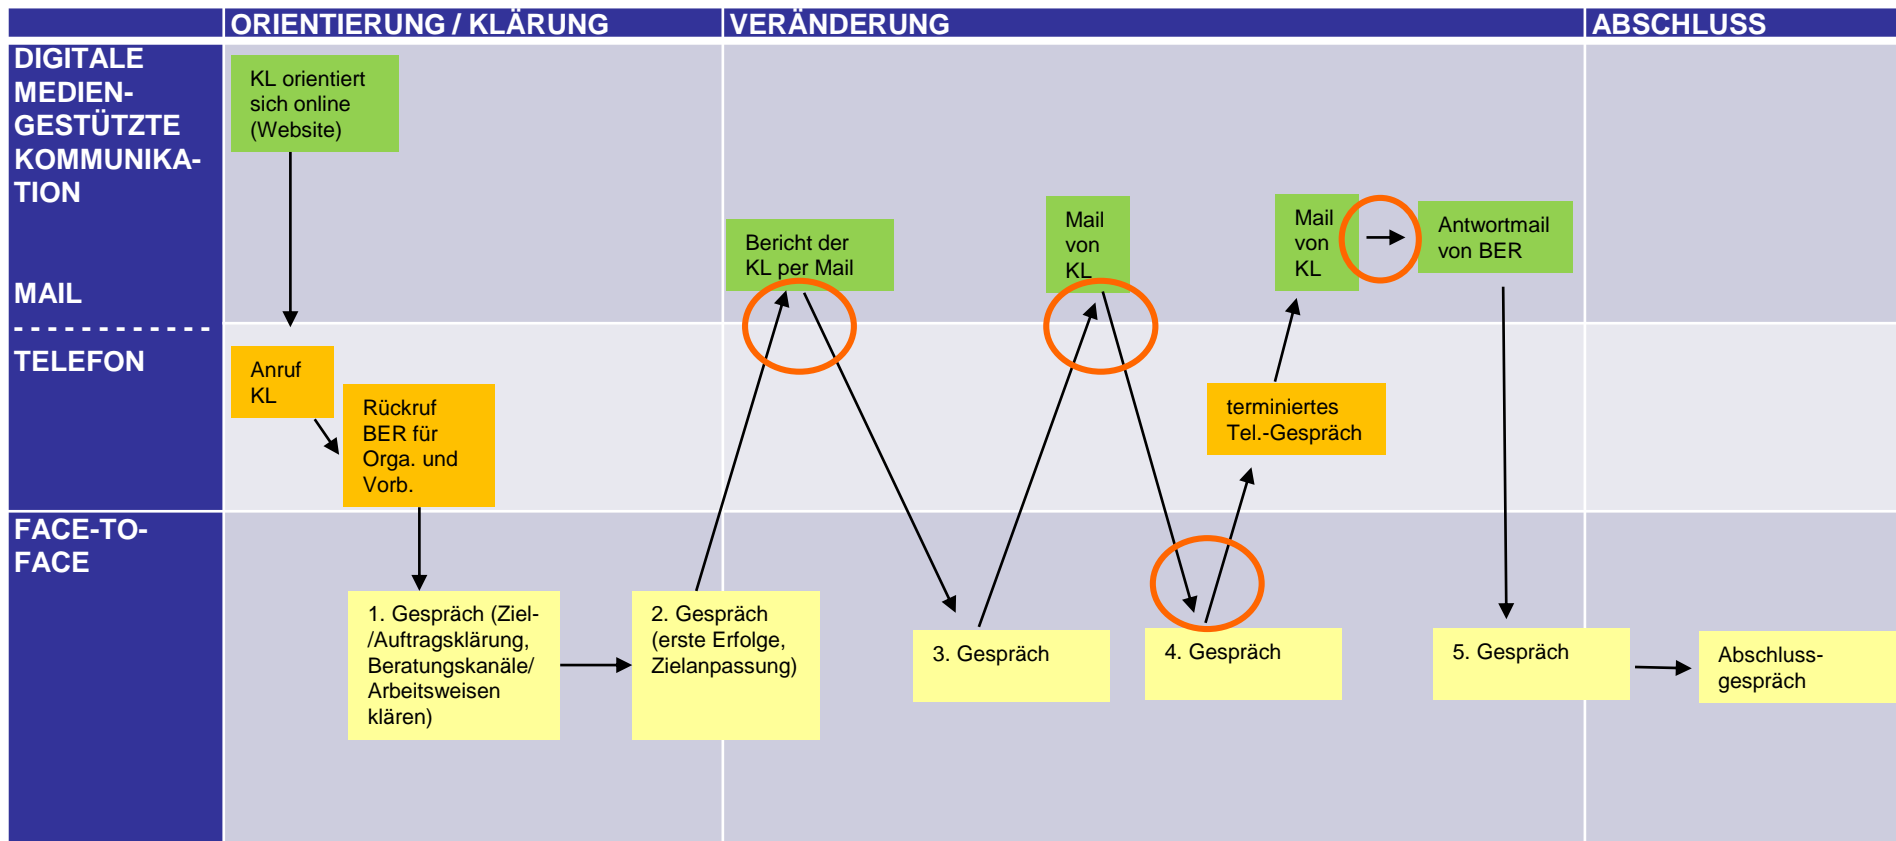 ORIENTIERUNG / KLÄRUNG
VERÄNDERUNG
ABSCHLUSS
DIGITALE
MEDIEN-
GESTÜTZTE
KOMMUNIKA-
TION
MAIL
- - - - - - - - - - - -
TELEFON
FACE-TO-
FACE
KL orientiert
sich online
(Website)
Anruf
KL
Rückruf
BER für
Orga. und
Vorb.
1. Gespräch (Ziel-
/Auftragsklärung,
Beratungskanäle/
Arbeitsweisen
klären)
2. Gespräch
(erste Erfolge,
Zielanpassung)
Bericht der
KL per Mail
3. Gespräch
Mail
von
KL
4. Gespräch
terminiertes
Tel.-Gespräch
Mail
von
KL
Antwortmail
von BER
5. Gespräch
Abschluss-
gespräch